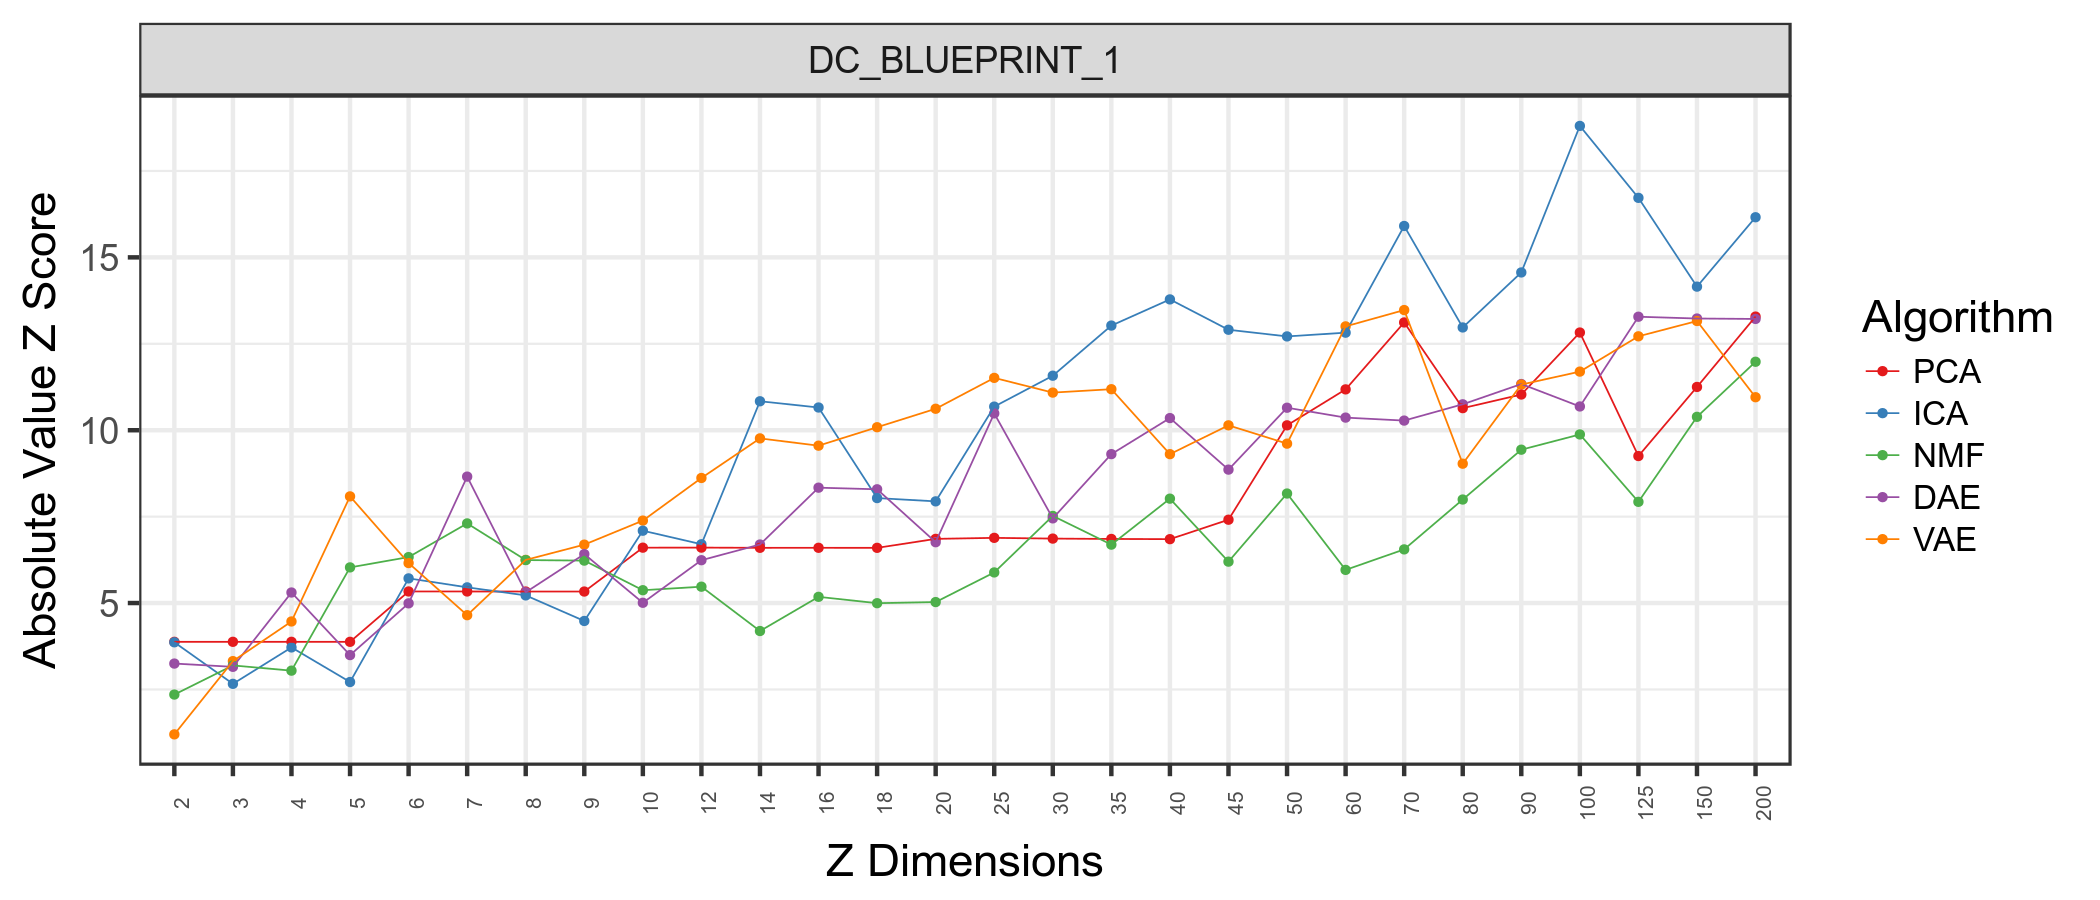 DC_BLUEPRINT_1
Absolute Value Z Score
15
10
5
2 3 4 5 6 7 8 9 10 12 14 16 18 20 25 30 35 40 45 50 60 70 80 90 100 125 150 200
Z Dimensions
Algorithm
PCA
ICA
NMF
DAE
VAE